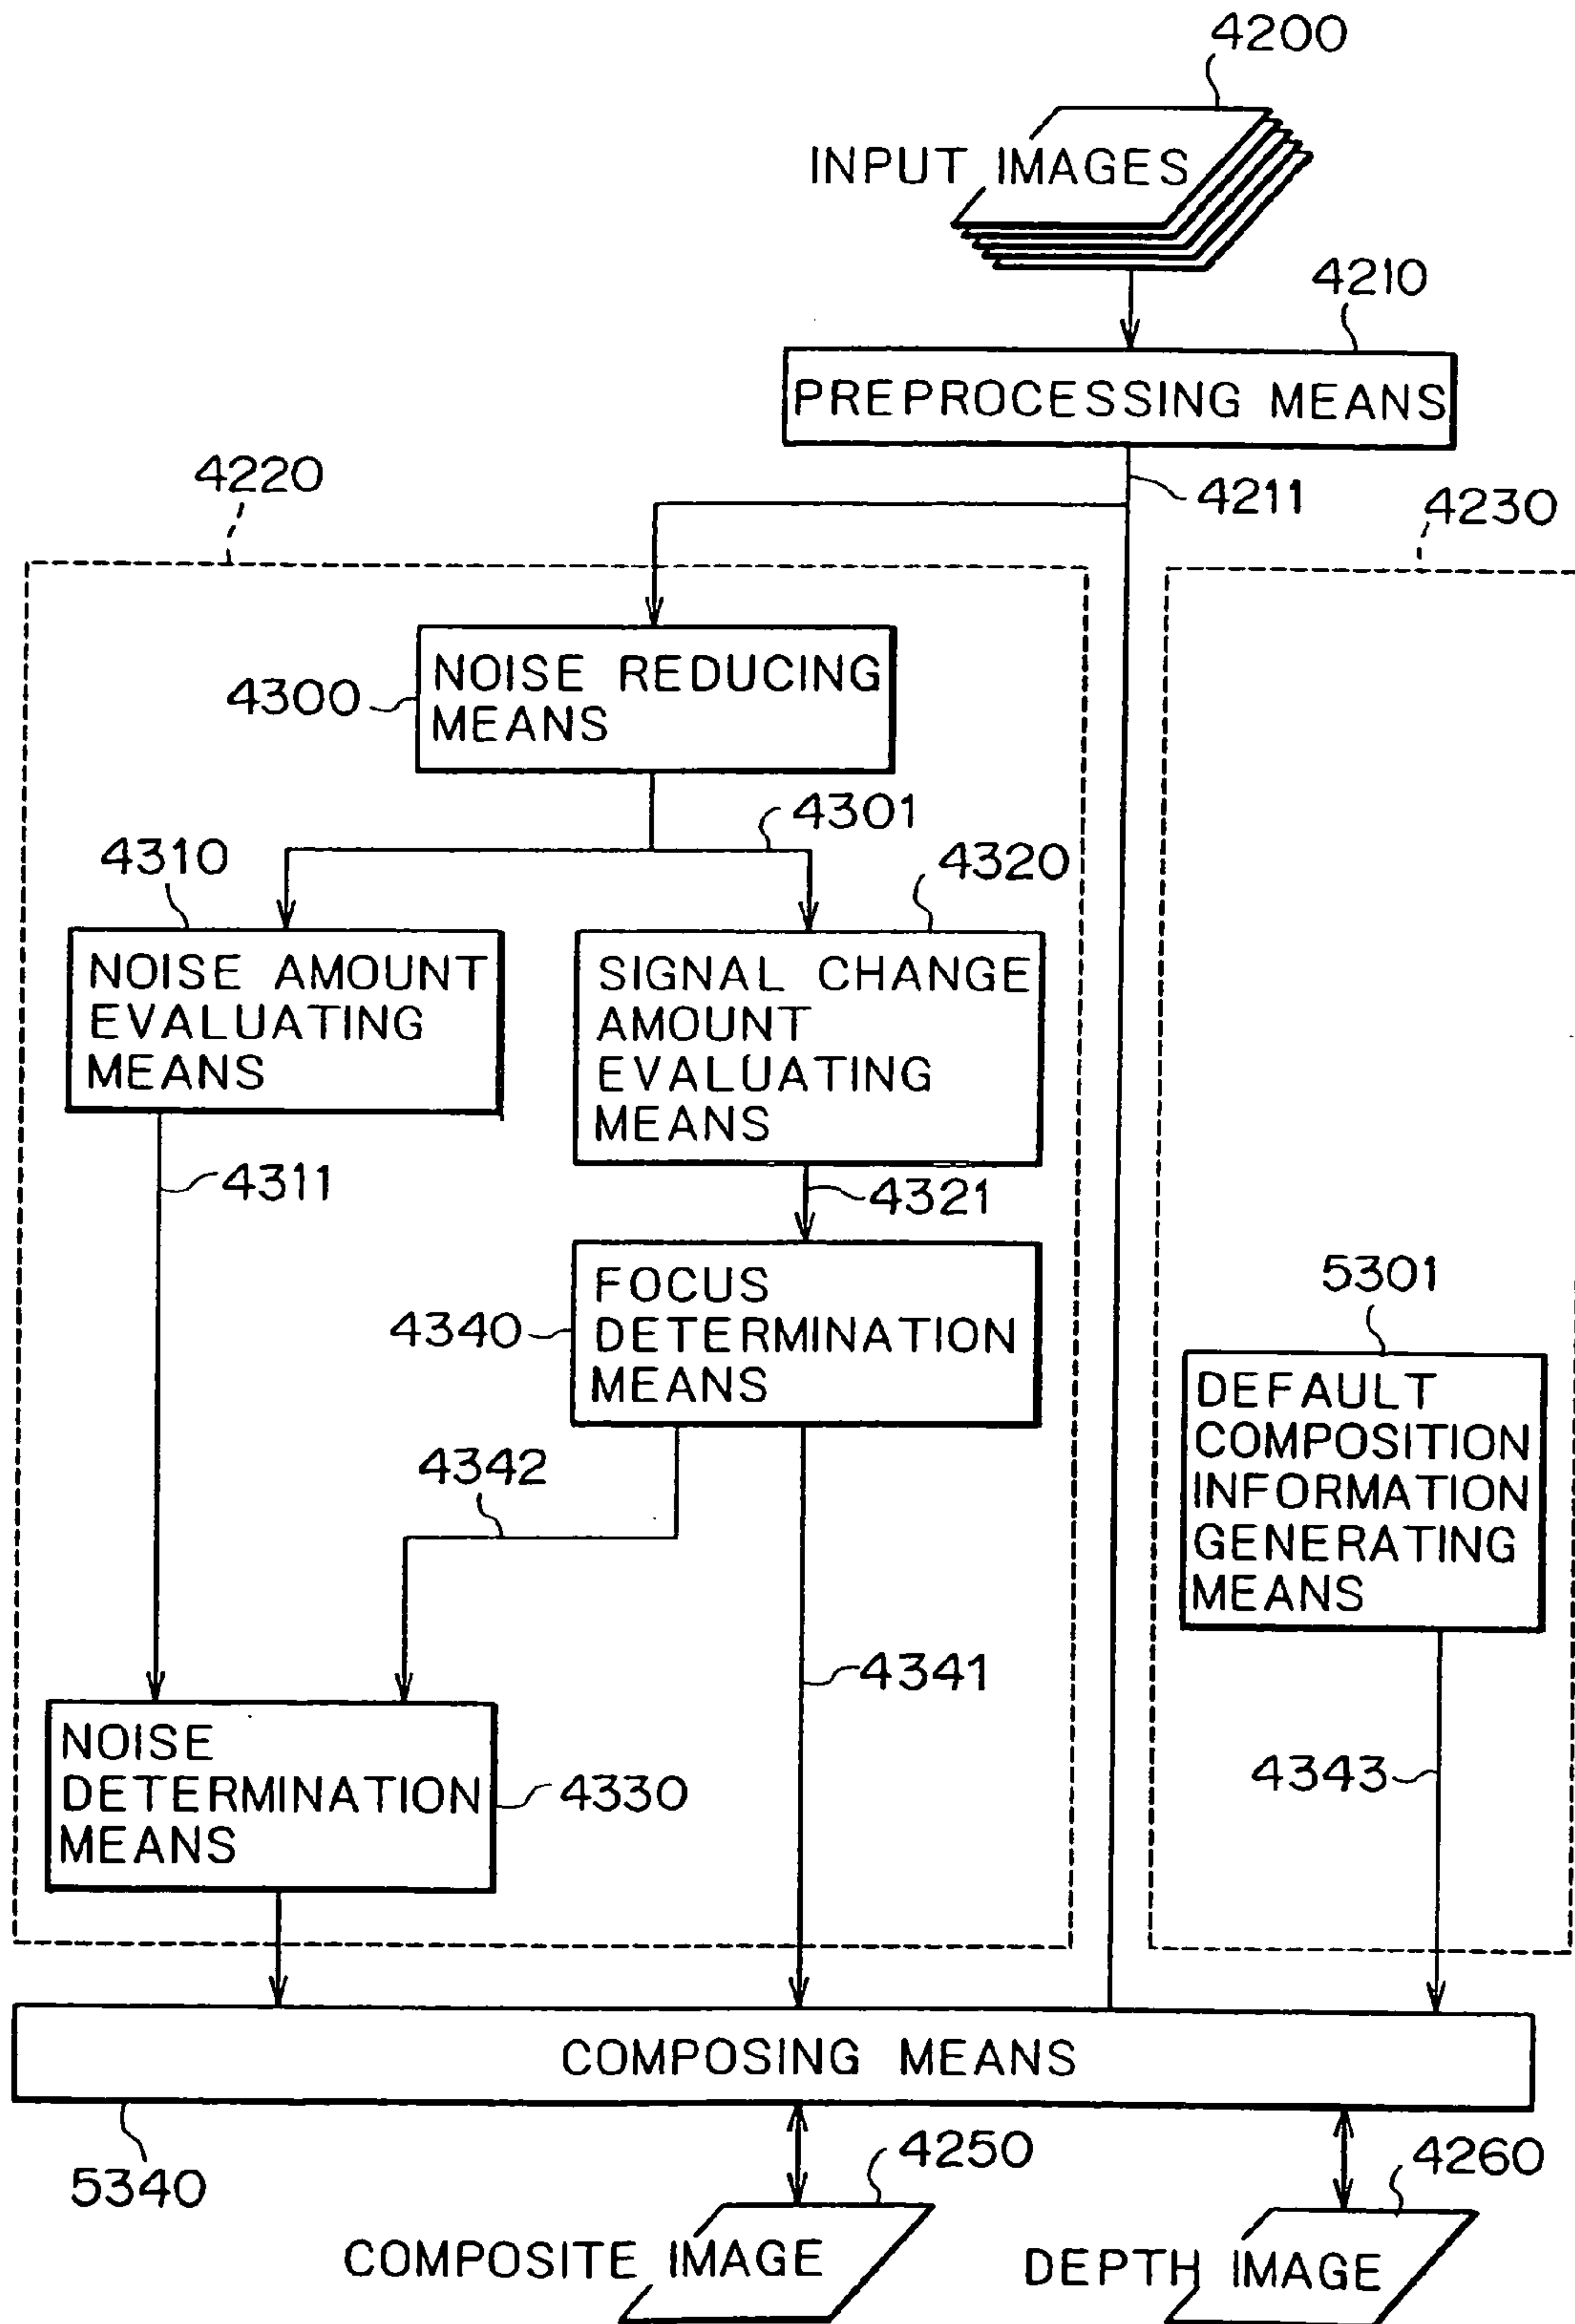 4200
INPUT IMAGES
4210
PREPROCESSING MEANS
4220
4211
4230
NOISE REDUCING
MEANS
4300
4301
4310
4320
NOISE AMOUNT
EVALUATING
MEANS
SIGNAL CHANGE
AMOUNT
EVALUATING
MEANS
4311
4321
FOCUS
DETERMINATION
MEANS
4340
5301
DEFAULT
COMPOSITION
INFORMATION
GENERATING
MEANS
4342
4341
4343
NOISE
DETERMINATION
MEANS
4330
COMPOSING MEANS
5340
4250
4260
COMPOSITE IMAGE
DEPTH IMAGE